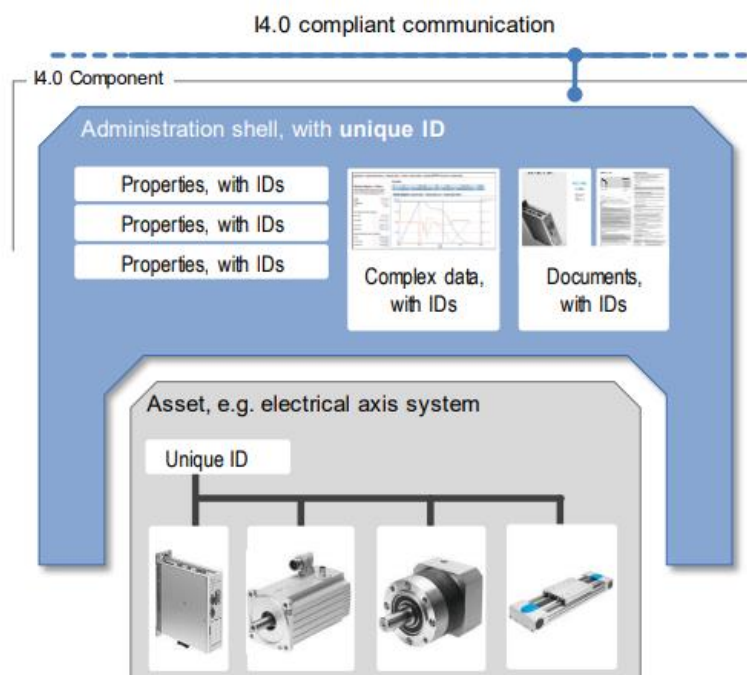 I4.0 compliant communication
I4.0 Component
Administration shell, with unique ID
Properties, with IDs
Properties, with IDs
Properties, with IDs
Complex data,
with IDs
Documents,
with IDs
Asset, e.g. electrical axis system
Unique ID